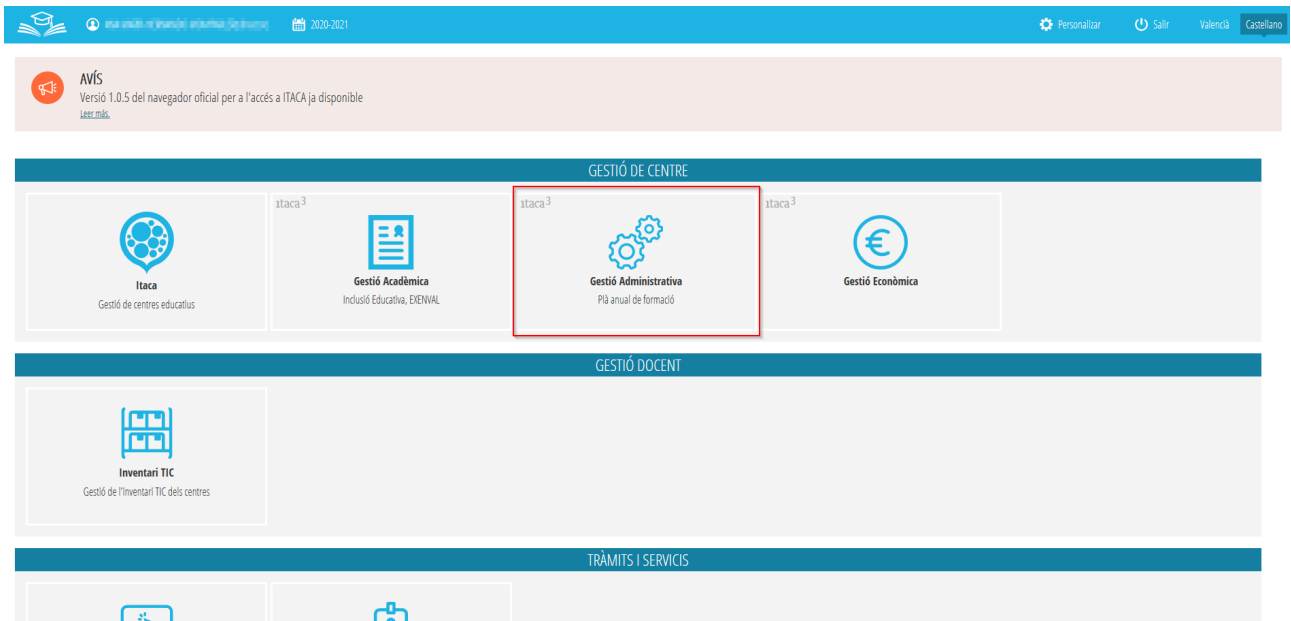 2020-2021
Personalizar
Salir
Valencià
Castellano
AVÍS
Versió 1.0.5 del navegador oficial per a l'accés a ITACA ja disponible
Leer más.
GESTIÓ DE CENTRE
Itaca
Gestió de centres educatius
ıtaca3
Gestió Acadèmica
Inclusió Educativa, EXENVAL
ıtaca3
Gestió Administrativa
Plà anual de formació
ıtaca3
Gestió Econòmica
GESTIÓ DOCENT
Inventari TIC
Gestió de l'Inventari TIC dels centres
TRÀMITS I SERVICIS